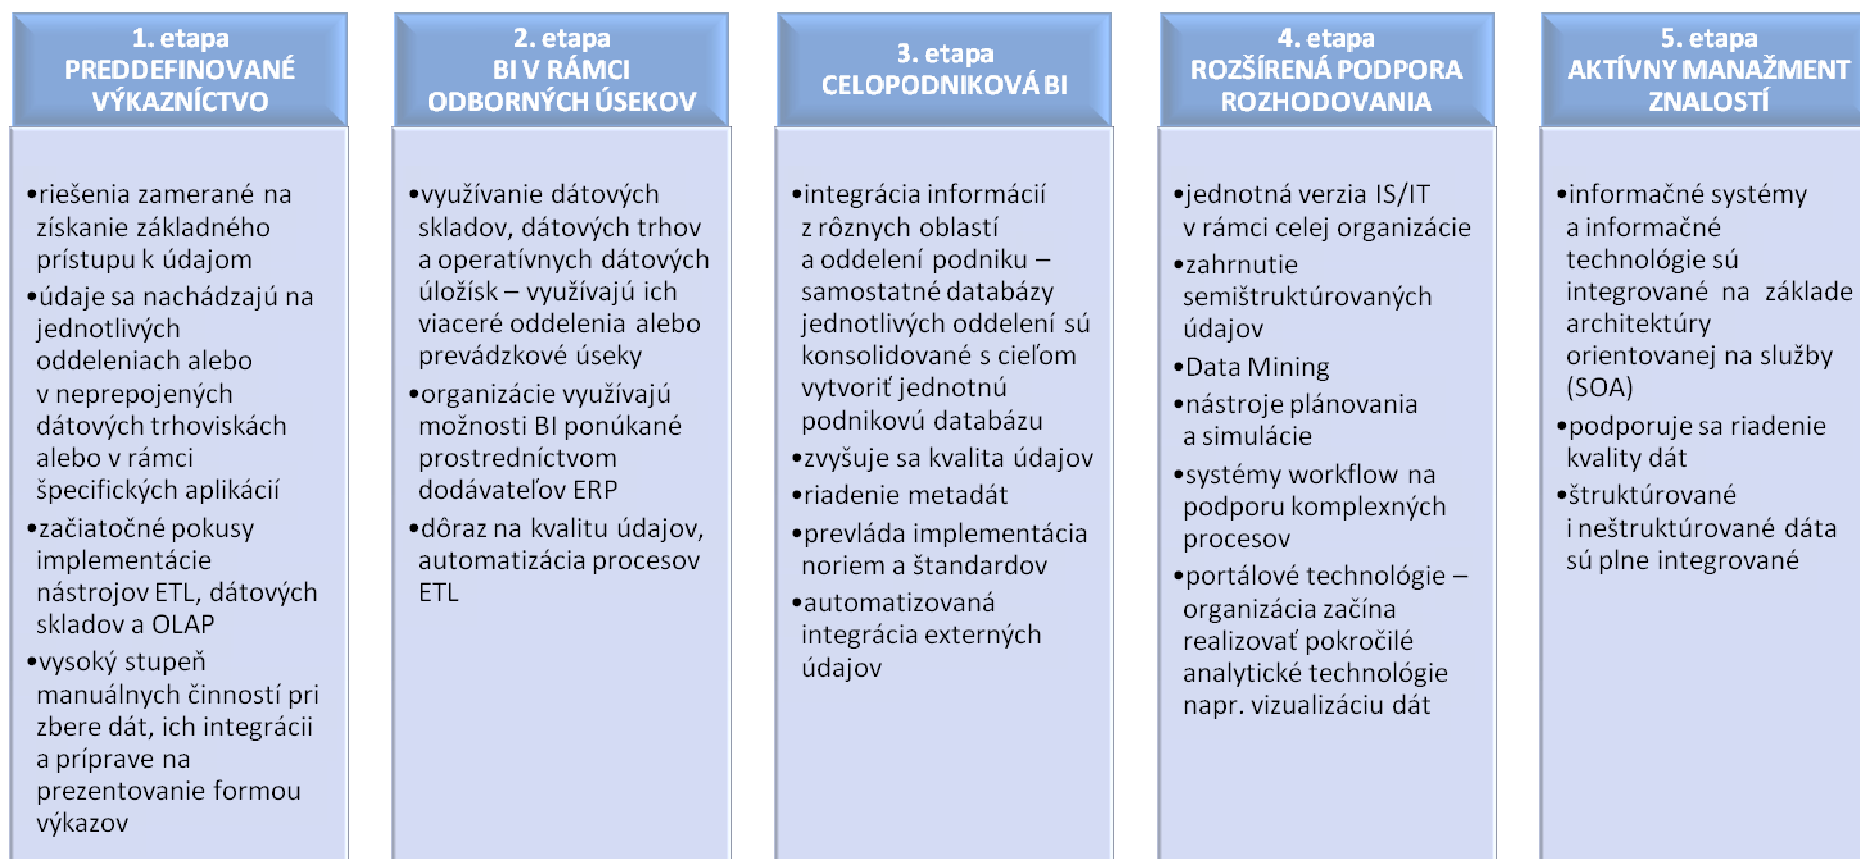 1. etapa
PREDDEFINOVANÉ
VÝKAZNÍCTVO
•riešenia zamerané na
získanie základného
prístupu k údajom
•údaje sa nachádzajú na
jednotlivých
oddeleniach alebo
v neprepojených
dátových trhoviskách
alebo v rámci
špecifických aplikácií
•začiatočné pokusy
implementácie
nástrojov ETL, dátových
skladov a OLAP
•vysoký stupeň
manuálnych činností pri
zbere dát, ich integrácii
a príprave na
prezentovanie formou
výkazov
2. etapa
BI V RÁMCI
ODBORNÝCH ÚSEKOV
•využívanie dátových
skladov, dátových trhov
a operatívnych dátových
úložísk – využívajú ich
viaceré oddelenia alebo
prevádzkové úseky
•organizácie využívajú
možnosti BI ponúkané
prostredníctvom
dodávateľov ERP
•dôraz na kvalitu údajov,
automatizácia procesov
ETL
3. etapa
CELOPODNIKOVÁ BI
•integrácia informácií
z rôznych oblastí
a oddelení podniku –
samostatné databázy
jednotlivých oddelení sú
konsolidované s cieľom
vytvoriť jednotnú
podnikovú databázu
•zvyšuje sa kvalita údajov
•riadenie metadát
•prevláda implementácia
noriem a štandardov
•automatizovaná
integrácia externých
údajov
4. etapa
ROZŠÍRENÁ PODPORA
ROZHODOVANIA
•jednotná verzia IS/IT
v rámci celej organizácie
•zahrnutie
semištruktúrovaných
údajov
•Data Mining
•nástroje plánovania
a simulácie
•systémy workflow na
podporu komplexných
procesov
•portálové technológie –
organizácia začína
realizovať pokročilé
analytické technológie
napr. vizualizáciu dát
5. etapa
AKTÍVNY MANAŽMENT
ZNALOSTÍ
•informačné systémy
a informačné
technológie sú
integrované na základe
architektúry
orientovanej na služby
(SOA)
•podporuje sa riadenie
kvality dát
•štruktúrované
i neštruktúrované dáta
sú plne integrované